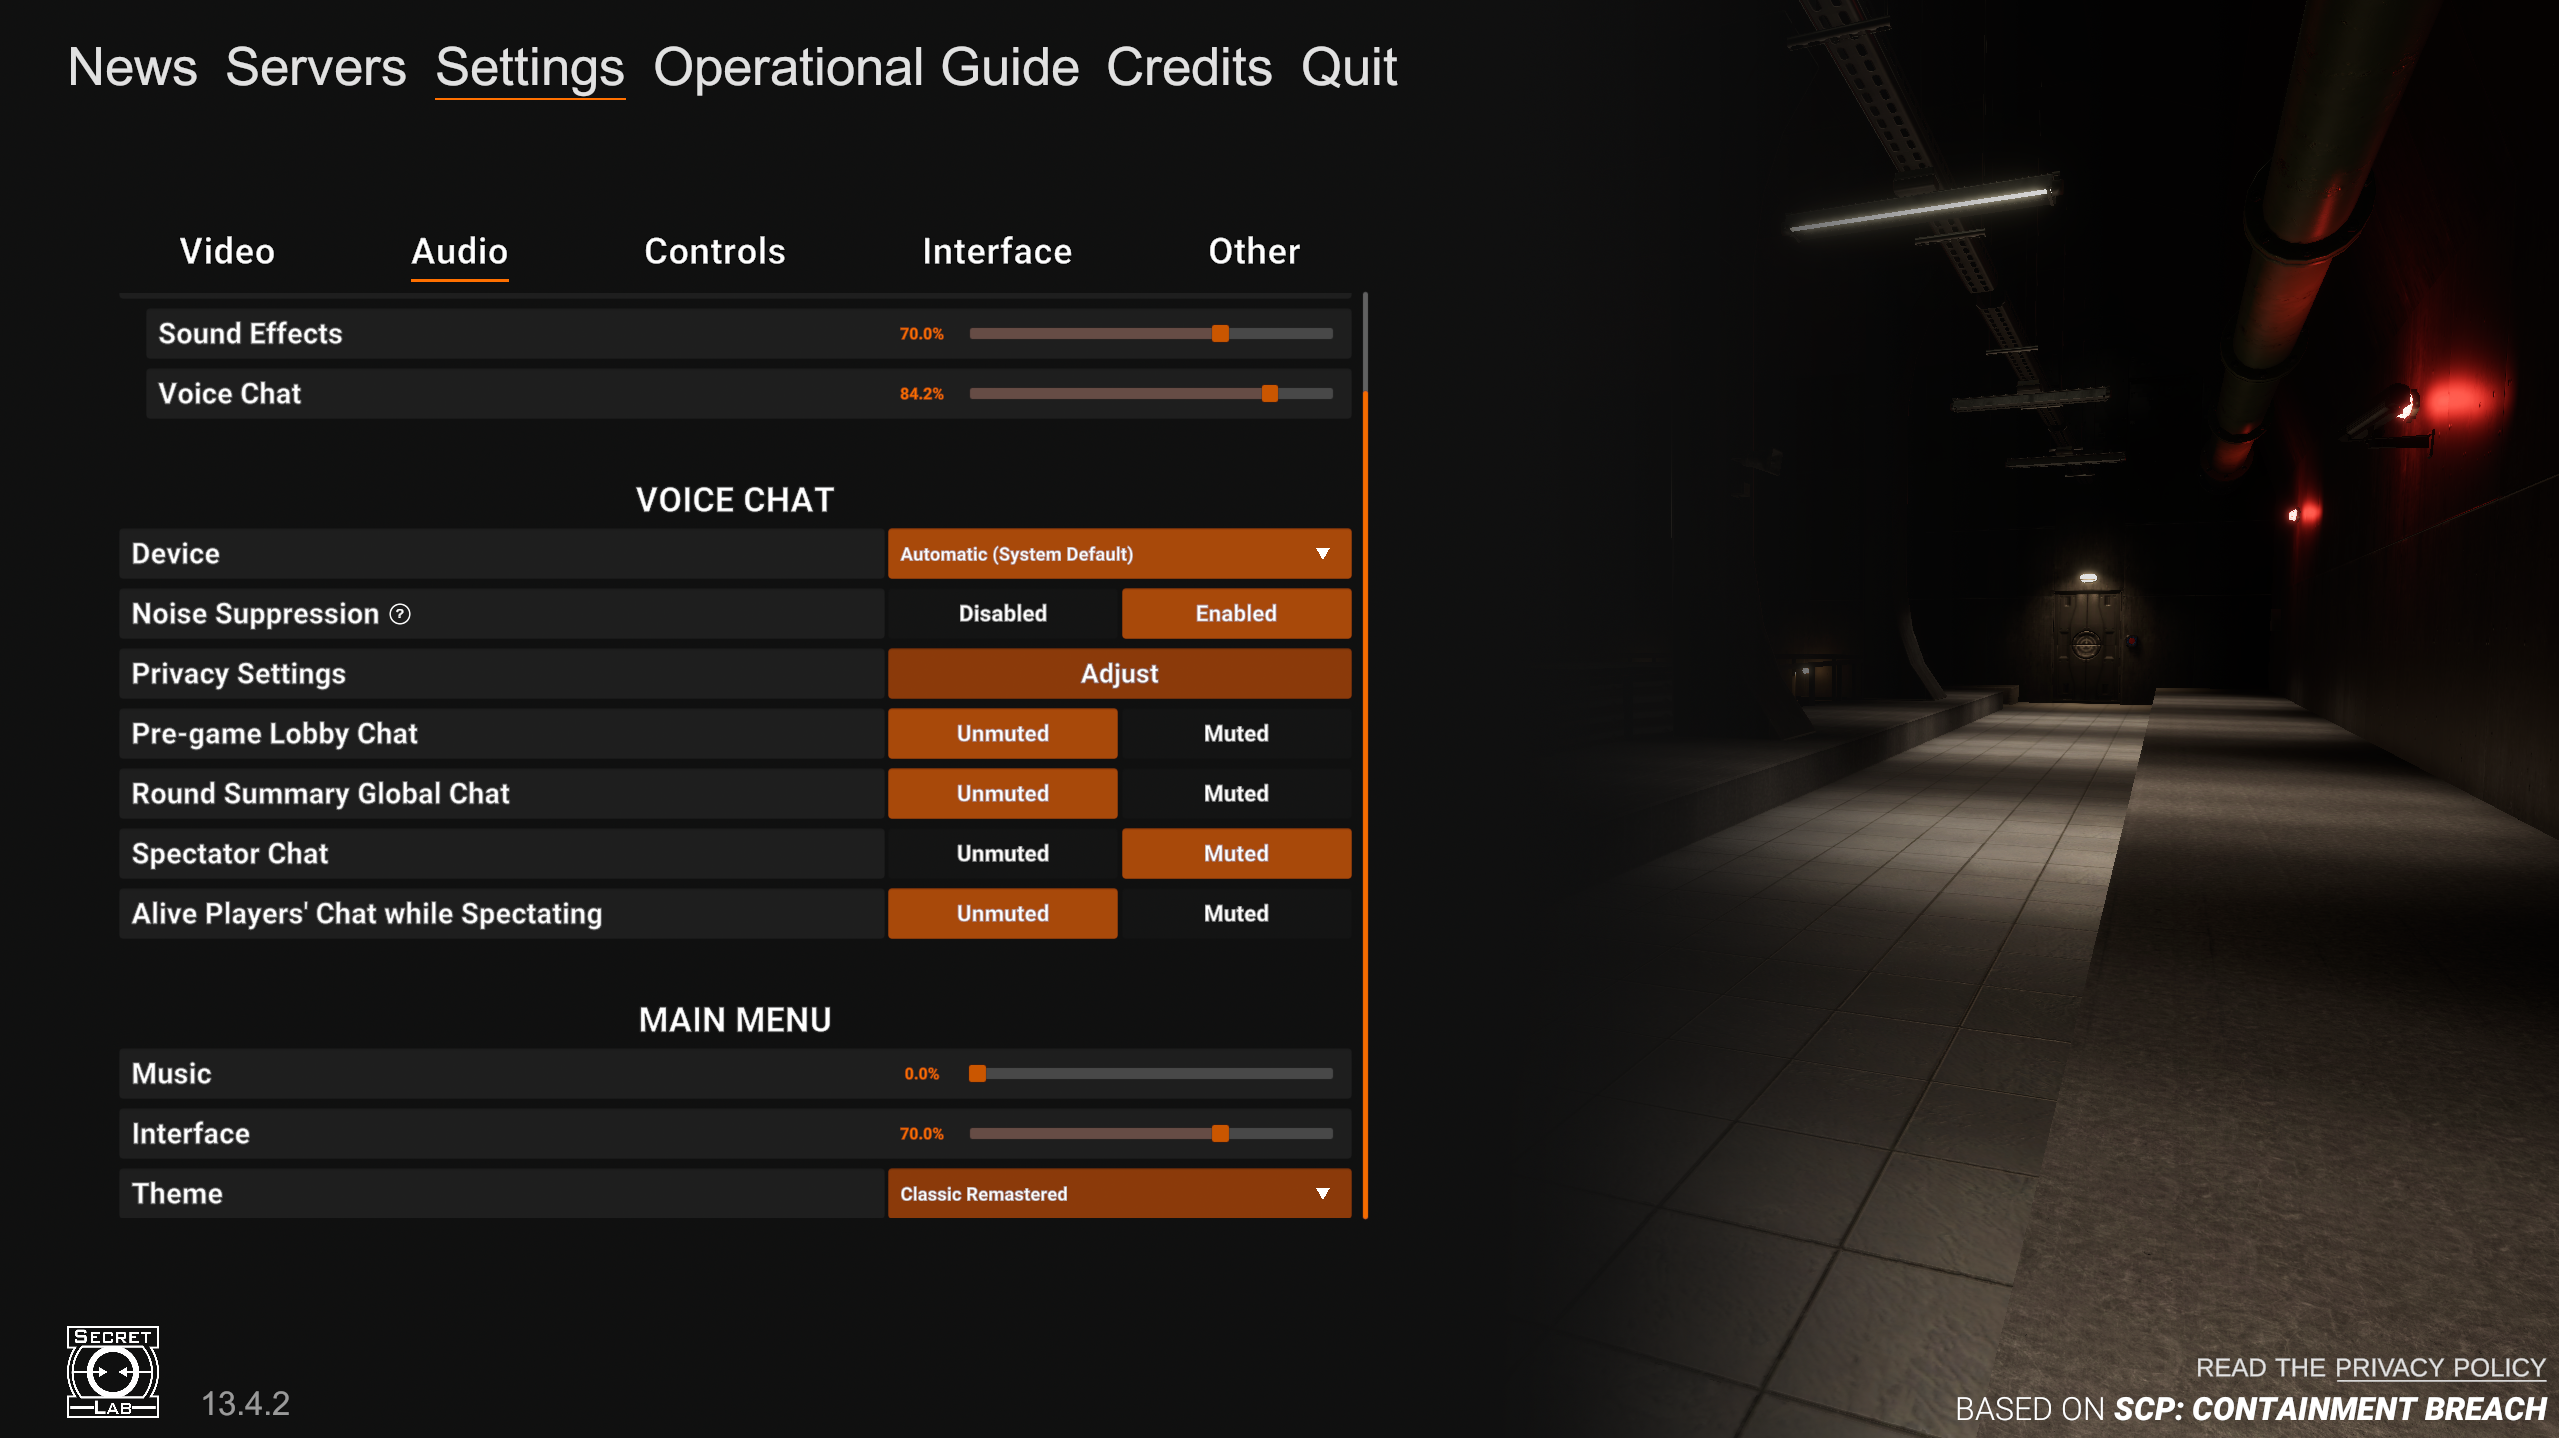 News Servers Settings Operational Guide Credits Quit
Video Audio Controls Interface Other
Sound Effects 70.0%
Voice Chat 84.2%
VOICE CHAT
Device Automatic (System Default)
Noise Suppression ? Disabled Enabled
Privacy Settings Adjust
Pre-game Lobby Chat Unmuted Muted
Round Summary Global Chat Unmuted Muted
Spectator Chat Unmuted Muted
Alive Players' Chat while Spectating Unmuted Muted
MAIN MENU
Music 0.0%
Interface 70.0%
Theme Classic Remastered
SECRET
LAB
13.4.2
READ THE PRIVACY POLICY
BASED ON SCP: CONTAINMENT BREACH